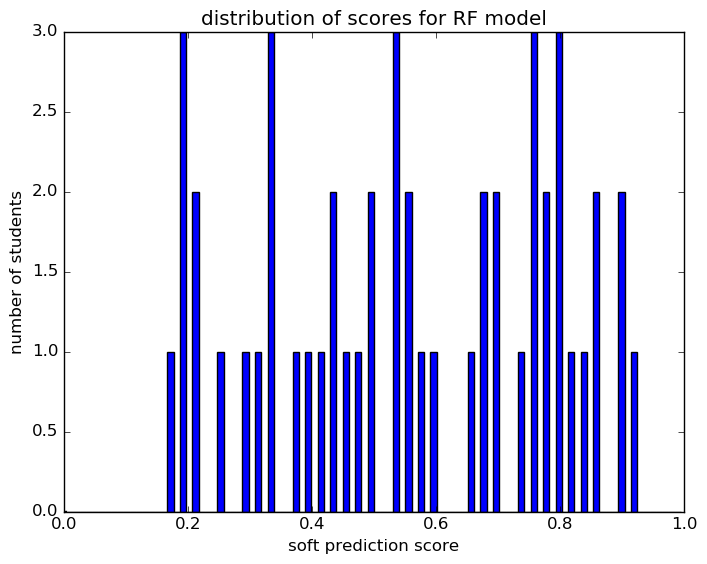 distribution of scores for RF model
3.0
2.5
2.0
1.5
1.0
0.5
0.0
number of students
0.0 0.2 0.4 0.6 0.8 1.0
soft prediction score